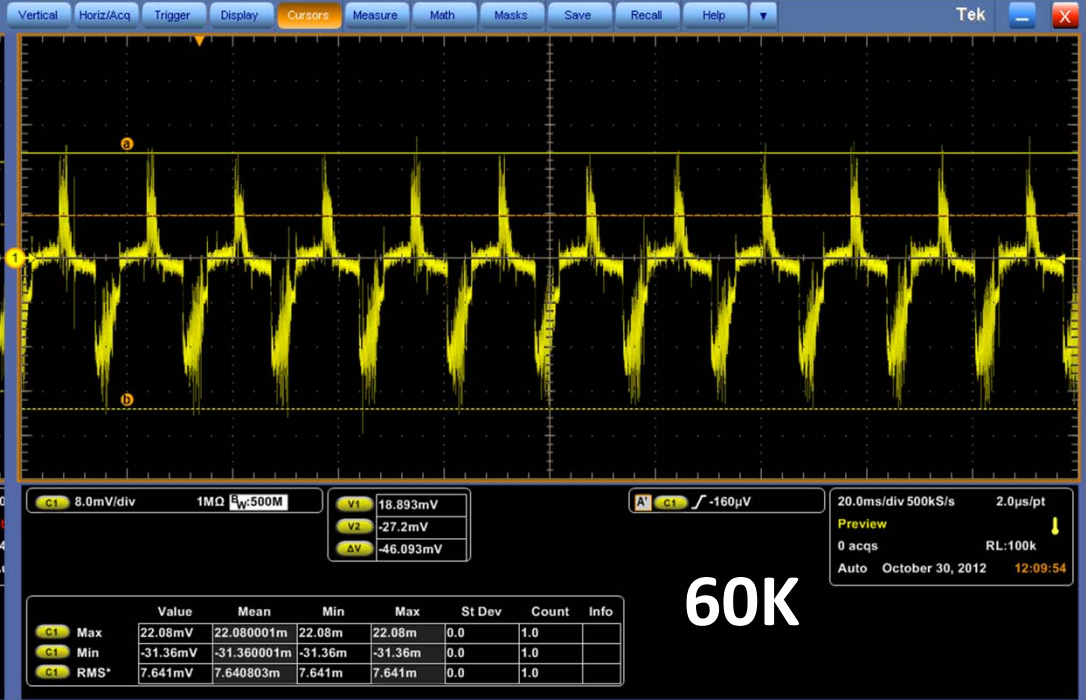 Vertical Horiz/Acq Trigger Display Cursors Measure Math Masks Save Recall Help ▼ Tek X
a
1
b
C1 8.0mV/div 1MΩ BW:500M
V1 18.893mV
V2 -27.2mV
ΔV -46.093mV
A' C1 -160µV
20.0ms/div 500kS/s 2.0µs/pt
Preview
0 acqs RL:100k
Auto October 30, 2012 12:09:54
60K
Value Mean Min Max St Dev Count Info
C1 Max 22.08mV 22.080001m 22.08m 22.08m 0.0 1.0
C1 Min -31.36mV -31.360001m -31.36m -31.36m 0.0 1.0
C1 RMS* 7.641mV 7.640803m 7.641m 7.641m 0.0 1.0